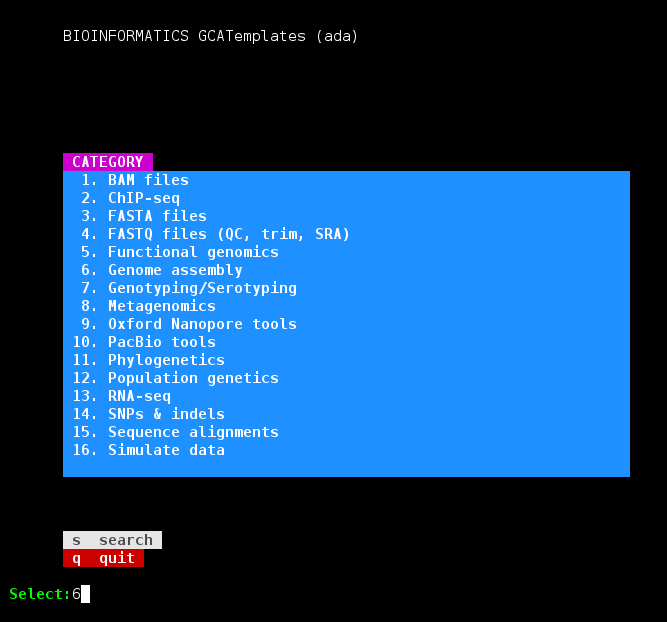 BIOINFORMATICS GCATemplates (ada)
CATEGORY
1. BAM files
2. ChIP-seq
3. FASTA files
4. FASTQ files (QC, trim, SRA)
5. Functional genomics
6. Genome assembly
7. Genotyping/Serotyping
8. Metagenomics
9. Oxford Nanopore tools
10. PacBio tools
11. Phylogenetics
12. Population genetics
13. RNA-seq
14. SNPs & indels
15. Sequence alignments
16. Simulate data
s search
q quit
Select:6